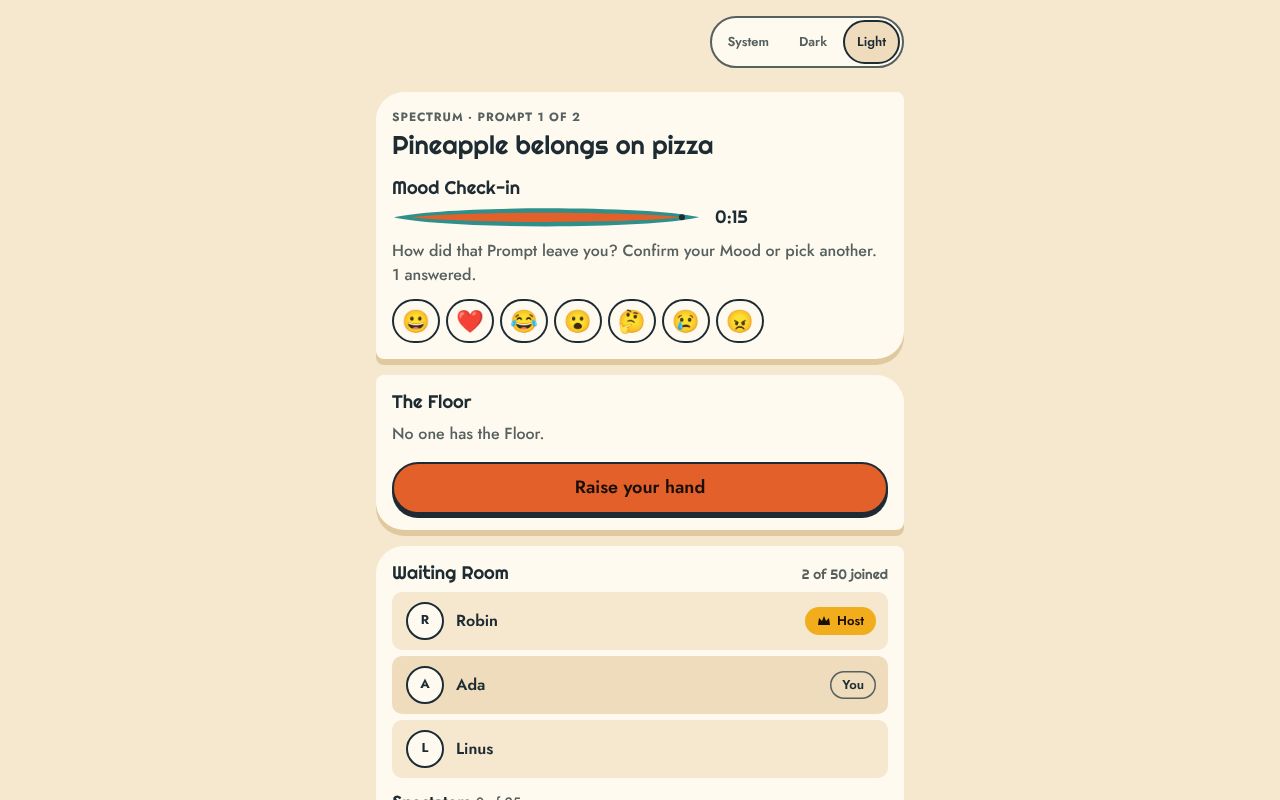 System
Dark
Light
SPECTRUM · PROMPT 1 OF 2
Pineapple belongs on pizza
Mood Check-in
0:15
How did that Prompt leave you? Confirm your Mood or pick another.
1 answered.
The Floor
No one has the Floor.
Raise your hand
Waiting Room
2 of 50 joined
R
Robin
Host
A
Ada
You
L
Linus